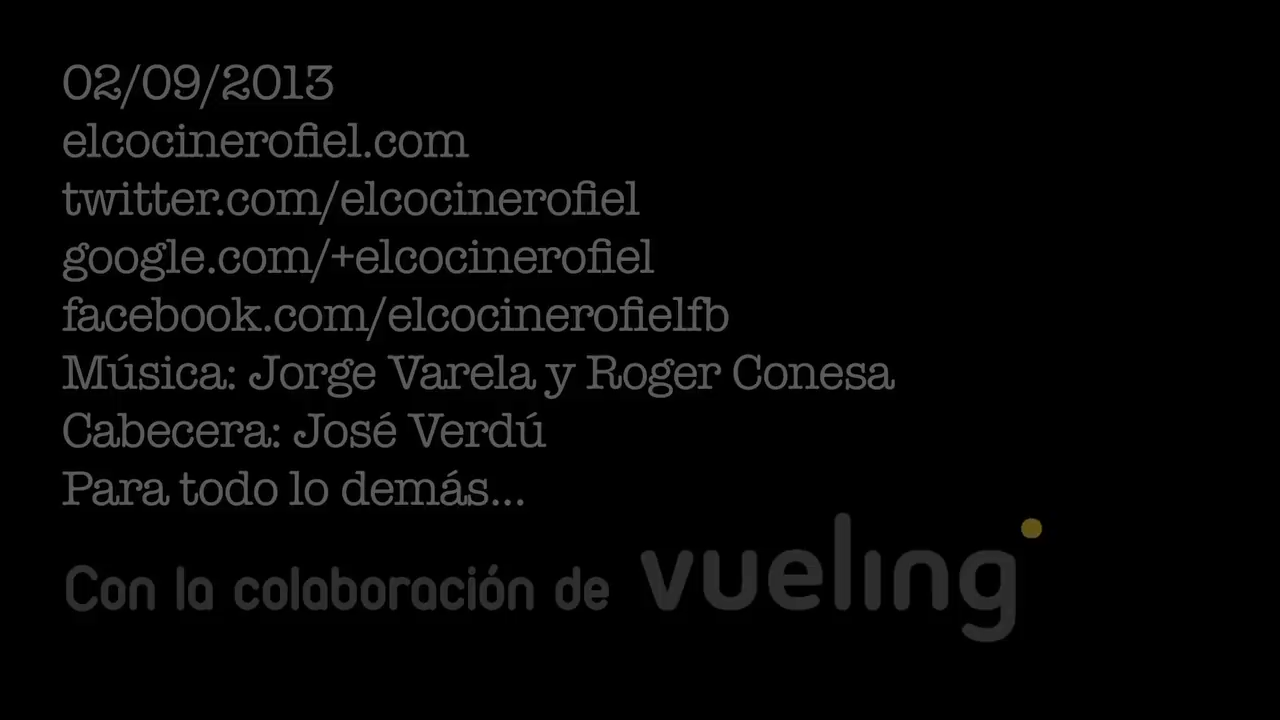 02/09/2013
elcocinerofiel.com
twitter.com/elcocinerofiel
google.com/+elcocinerofiel
facebook.com/elcocinerofielfb
Música: Jorge Varela y Roger Conesa
Cabecera: José Verdú
Para todo lo demás...
Con la colaboración de vueling